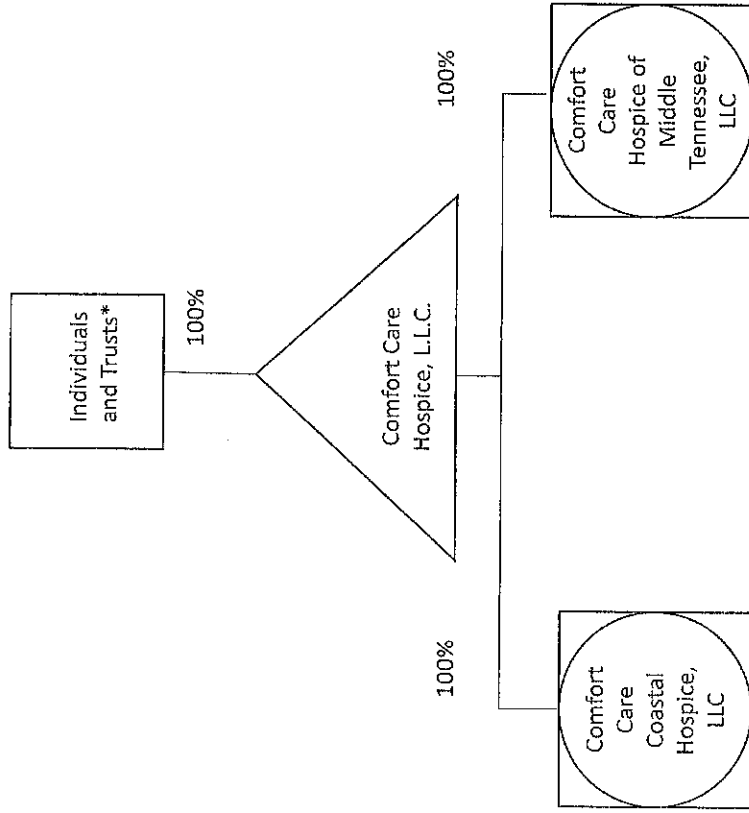 Individuals
and Trusts*
100%
Comfort Care
Hospice, L.L.C.
100%
100%
Comfort
Care
Coastal
Hospice,
LLC
Comfort
Care
Hospice of
Middle
Tennessee,
LLC